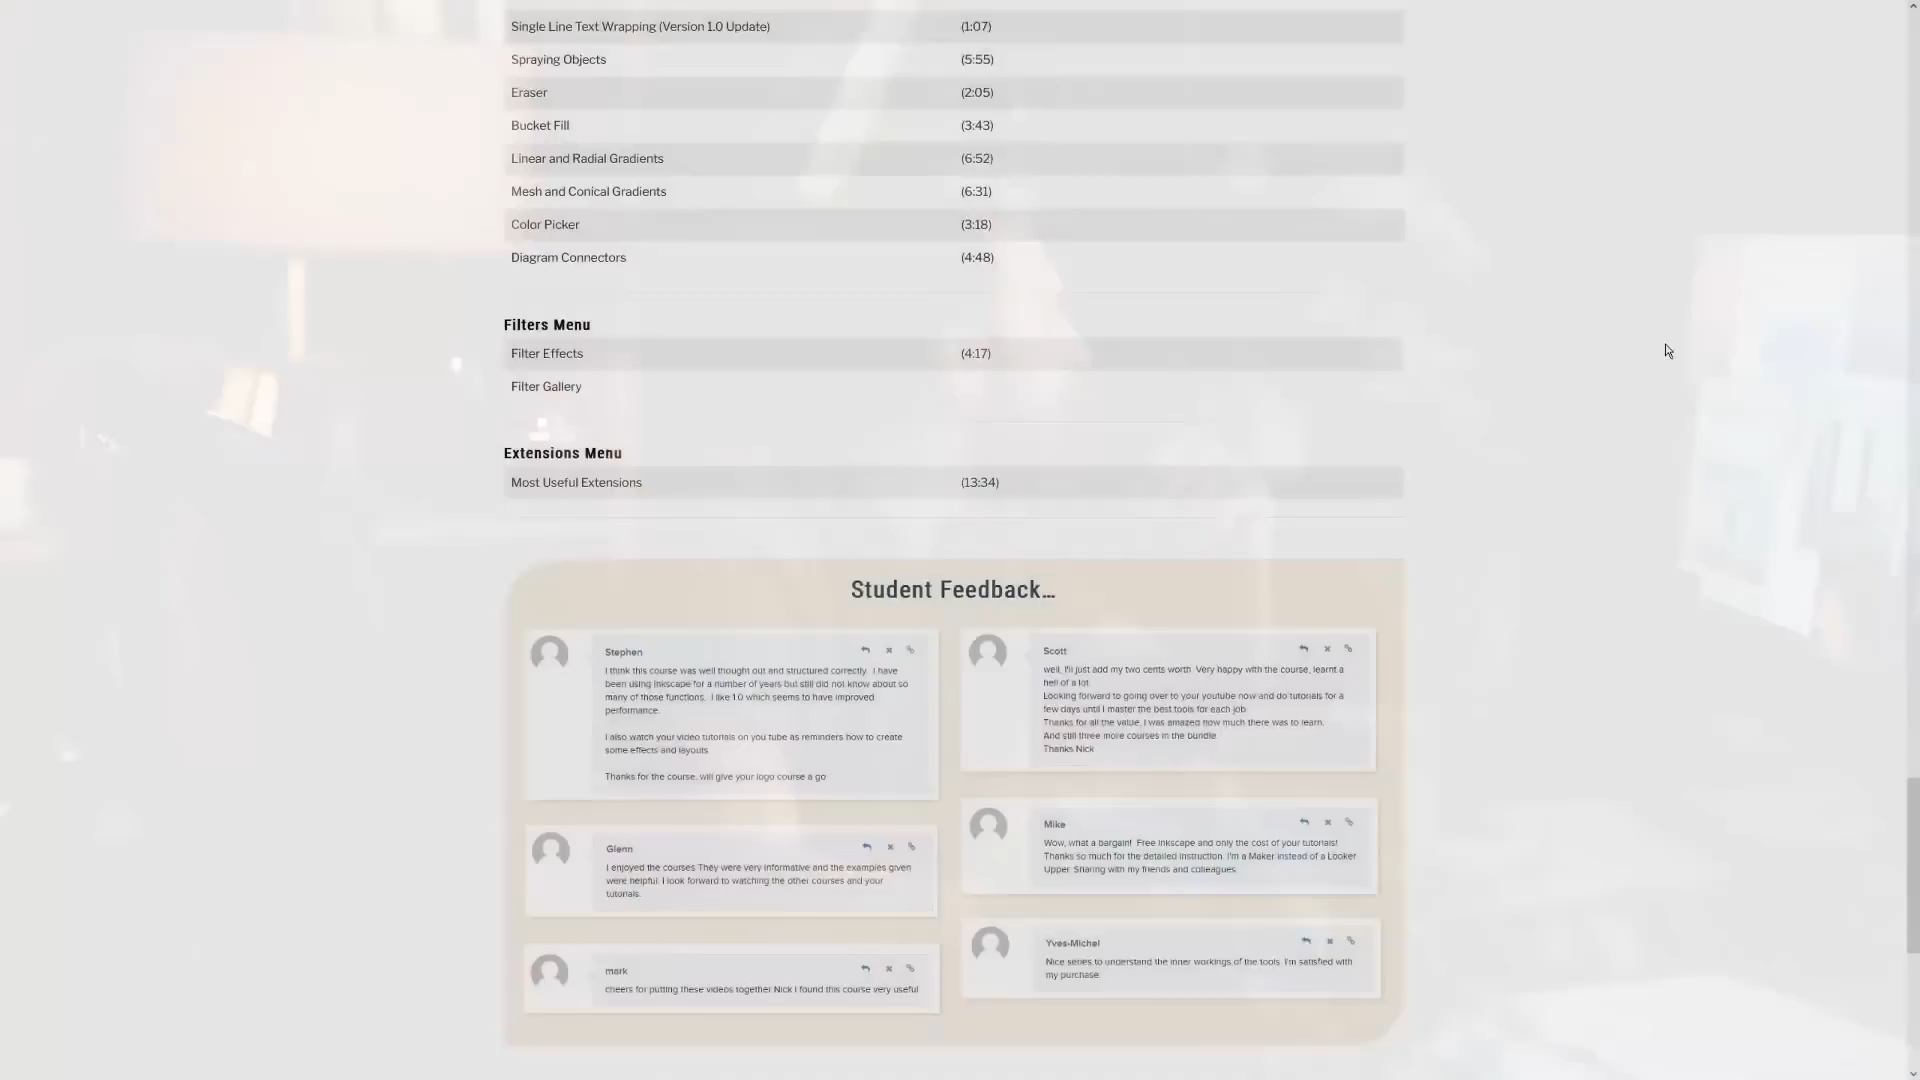 Single Line Text Wrapping (Version 1.0 Update) (1:07)
Spraying Objects (5:55)
Eraser (2:05)
Bucket Fill (3:43)
Linear and Radial Gradients (6:52)
Mesh and Conical Gradients (6:31)
Color Picker (3:18)
Diagram Connectors (4:48)
Filters Menu
Filter Effects (4:17)
Filter Gallery
Extensions Menu
Most Useful Extensions (13:34)
Student Feedback...
Stephen
I think this course was well thought out and structured correctly. I have
been using Inkscape for a number of years but still did not know about so
many of those functions. I like 1.0 which seems to have improved
performance.
I also watch your video tutorials on you tube as reminders how to create
some effects and layouts
Thanks for the course, will give your logo course a go
Glenn
I enjoyed the courses They were very informative and the examples given
were helpful. I look forward to watching the other courses and your
tutorials.
mark
cheers for putting these videos together Nick I found this course very useful
Scott
well, I'll just add my two cents worth. Very happy with the course, learnt a
hell of a lot.
Looking forward to going over to your youtube now and do tutorials for a
few days until I master the best tools for each job.
Thanks for all the value, I was amazed how much there was to learn.
And still three more courses in the bundle.
Thanks Nick
Mike
Wow, what a bargain! Free Inkscape and only the cost of your tutorials!
Thanks so much for the detailed instruction. I'm a Maker instead of a Looker
Upper. Sharing with my friends and colleagues.
Yves-Michel
Nice series to understand the inner workings of the tools. I'm satisfied with
my purchase.